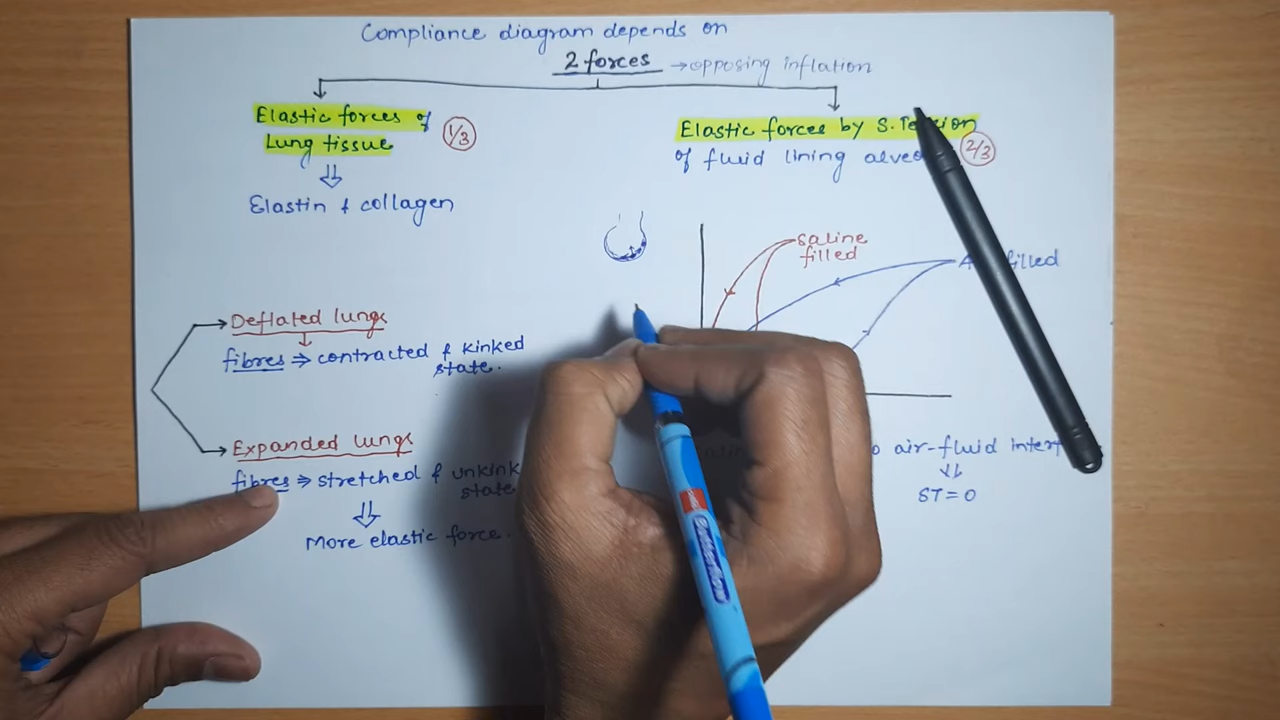 Compliance diagram depends on
2 forces → opposing inflation
Elastic forces of
Lung tissue
1/3
Elastin & collagen
Elastic forces by S. Tension
of fluid lining
2/3
Saline
filled
filled
Deflated lungs
fibres ⇒ contracted & kinked
state.
Expanded lungs
fibres ⇒ stretched & unkink
state
More elastic force.
air-fluid
ST = 0